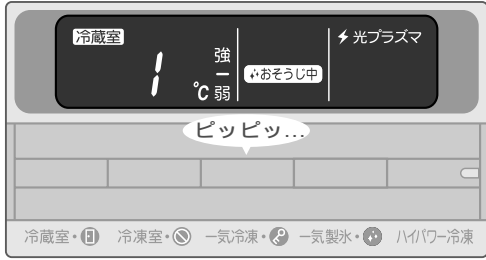 冷蔵室
1 ℃
強
弱
おそうじ中
光プラズマ
ピッピッ…
冷蔵室・ 冷凍室・ 一気冷凍・ 一気製氷・ ハイパワー冷凍